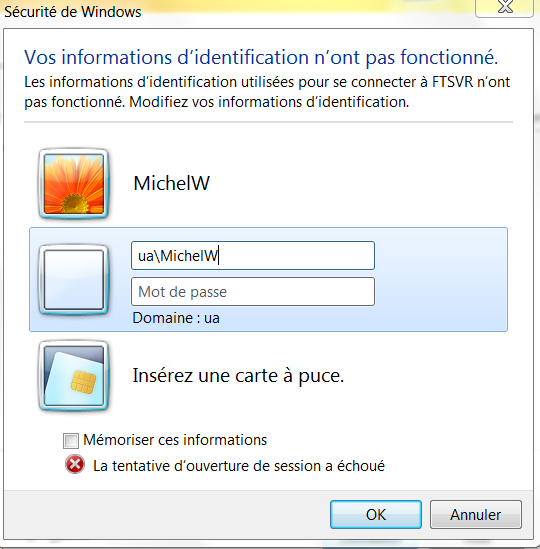 Sécurité de Windows
Vos informations d’identification n’ont pas fonctionné.
Les informations d’identification utilisées pour se connecter à FTSVR n’ont
pas fonctionné. Modifiez vos informations d’identification.
MichelW
ua\MichelW
Mot de passe
Domaine : ua
Insérez une carte à puce.
Mémoriser ces informations
La tentative d’ouverture de session a échoué
OK
Annuler